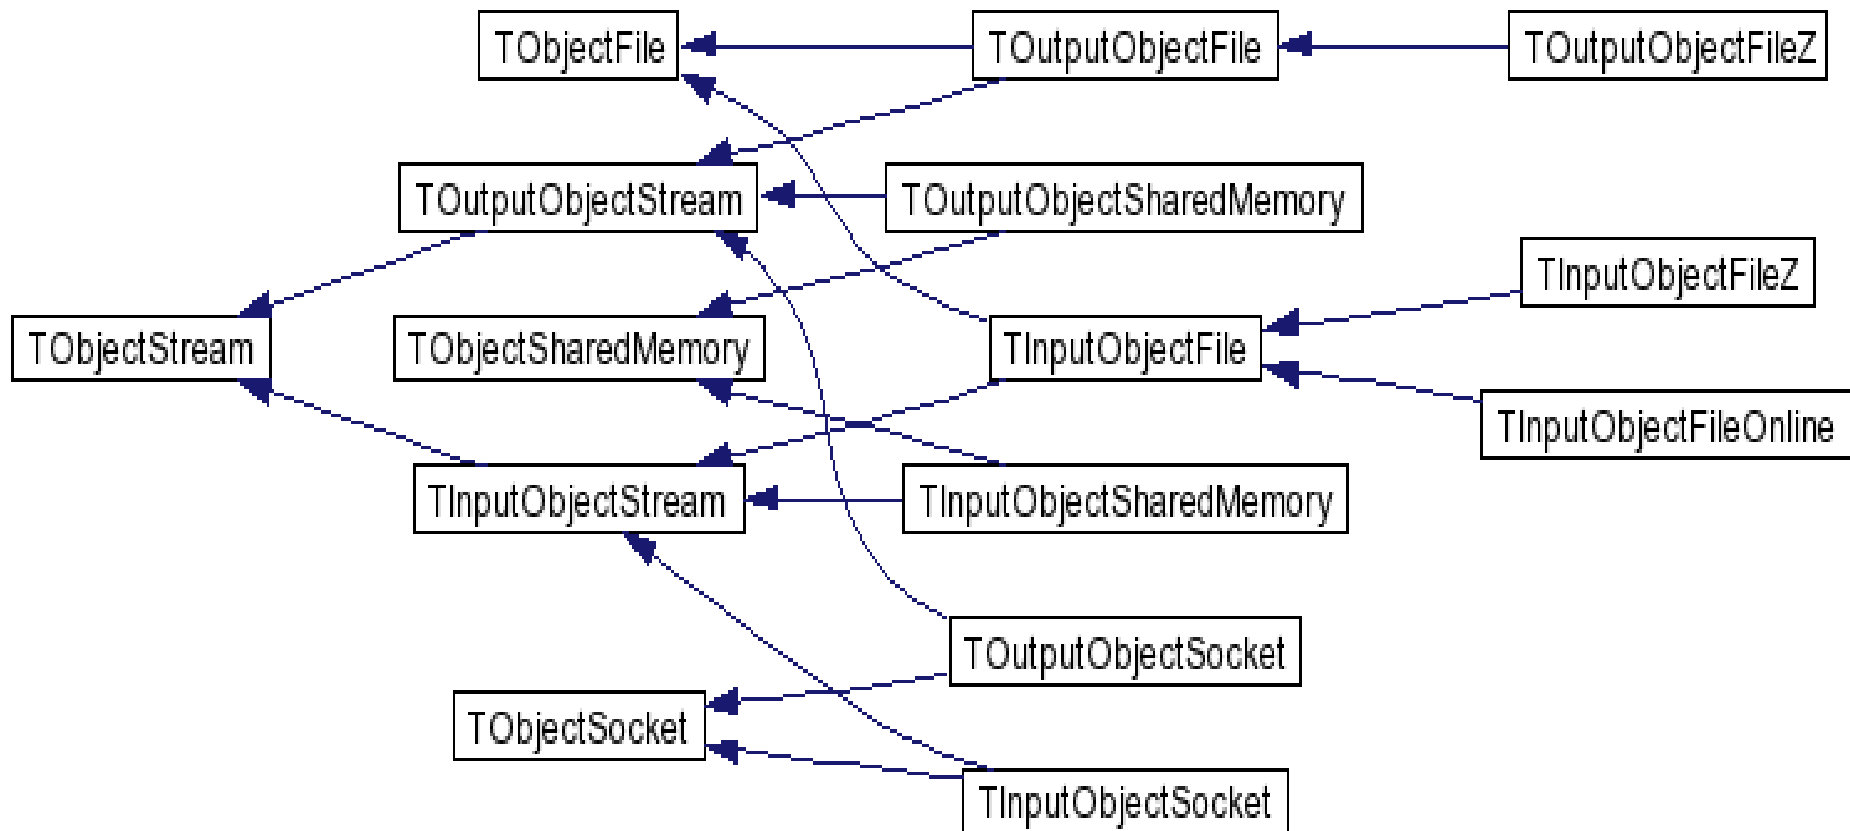 TObjectFile
TOutputObjectFile
TOutputObjectFileZ
TOutputObjectStream
TOutputObjectSharedMemory
TInputObjectFileZ
TObjectStream
TObjectSharedMemory
TInputObjectFile
TInputObjectFileOnline
TInputObjectStream
TInputObjectSharedMemory
TOutputObjectSocket
TObjectSocket
TInputObjectSocket